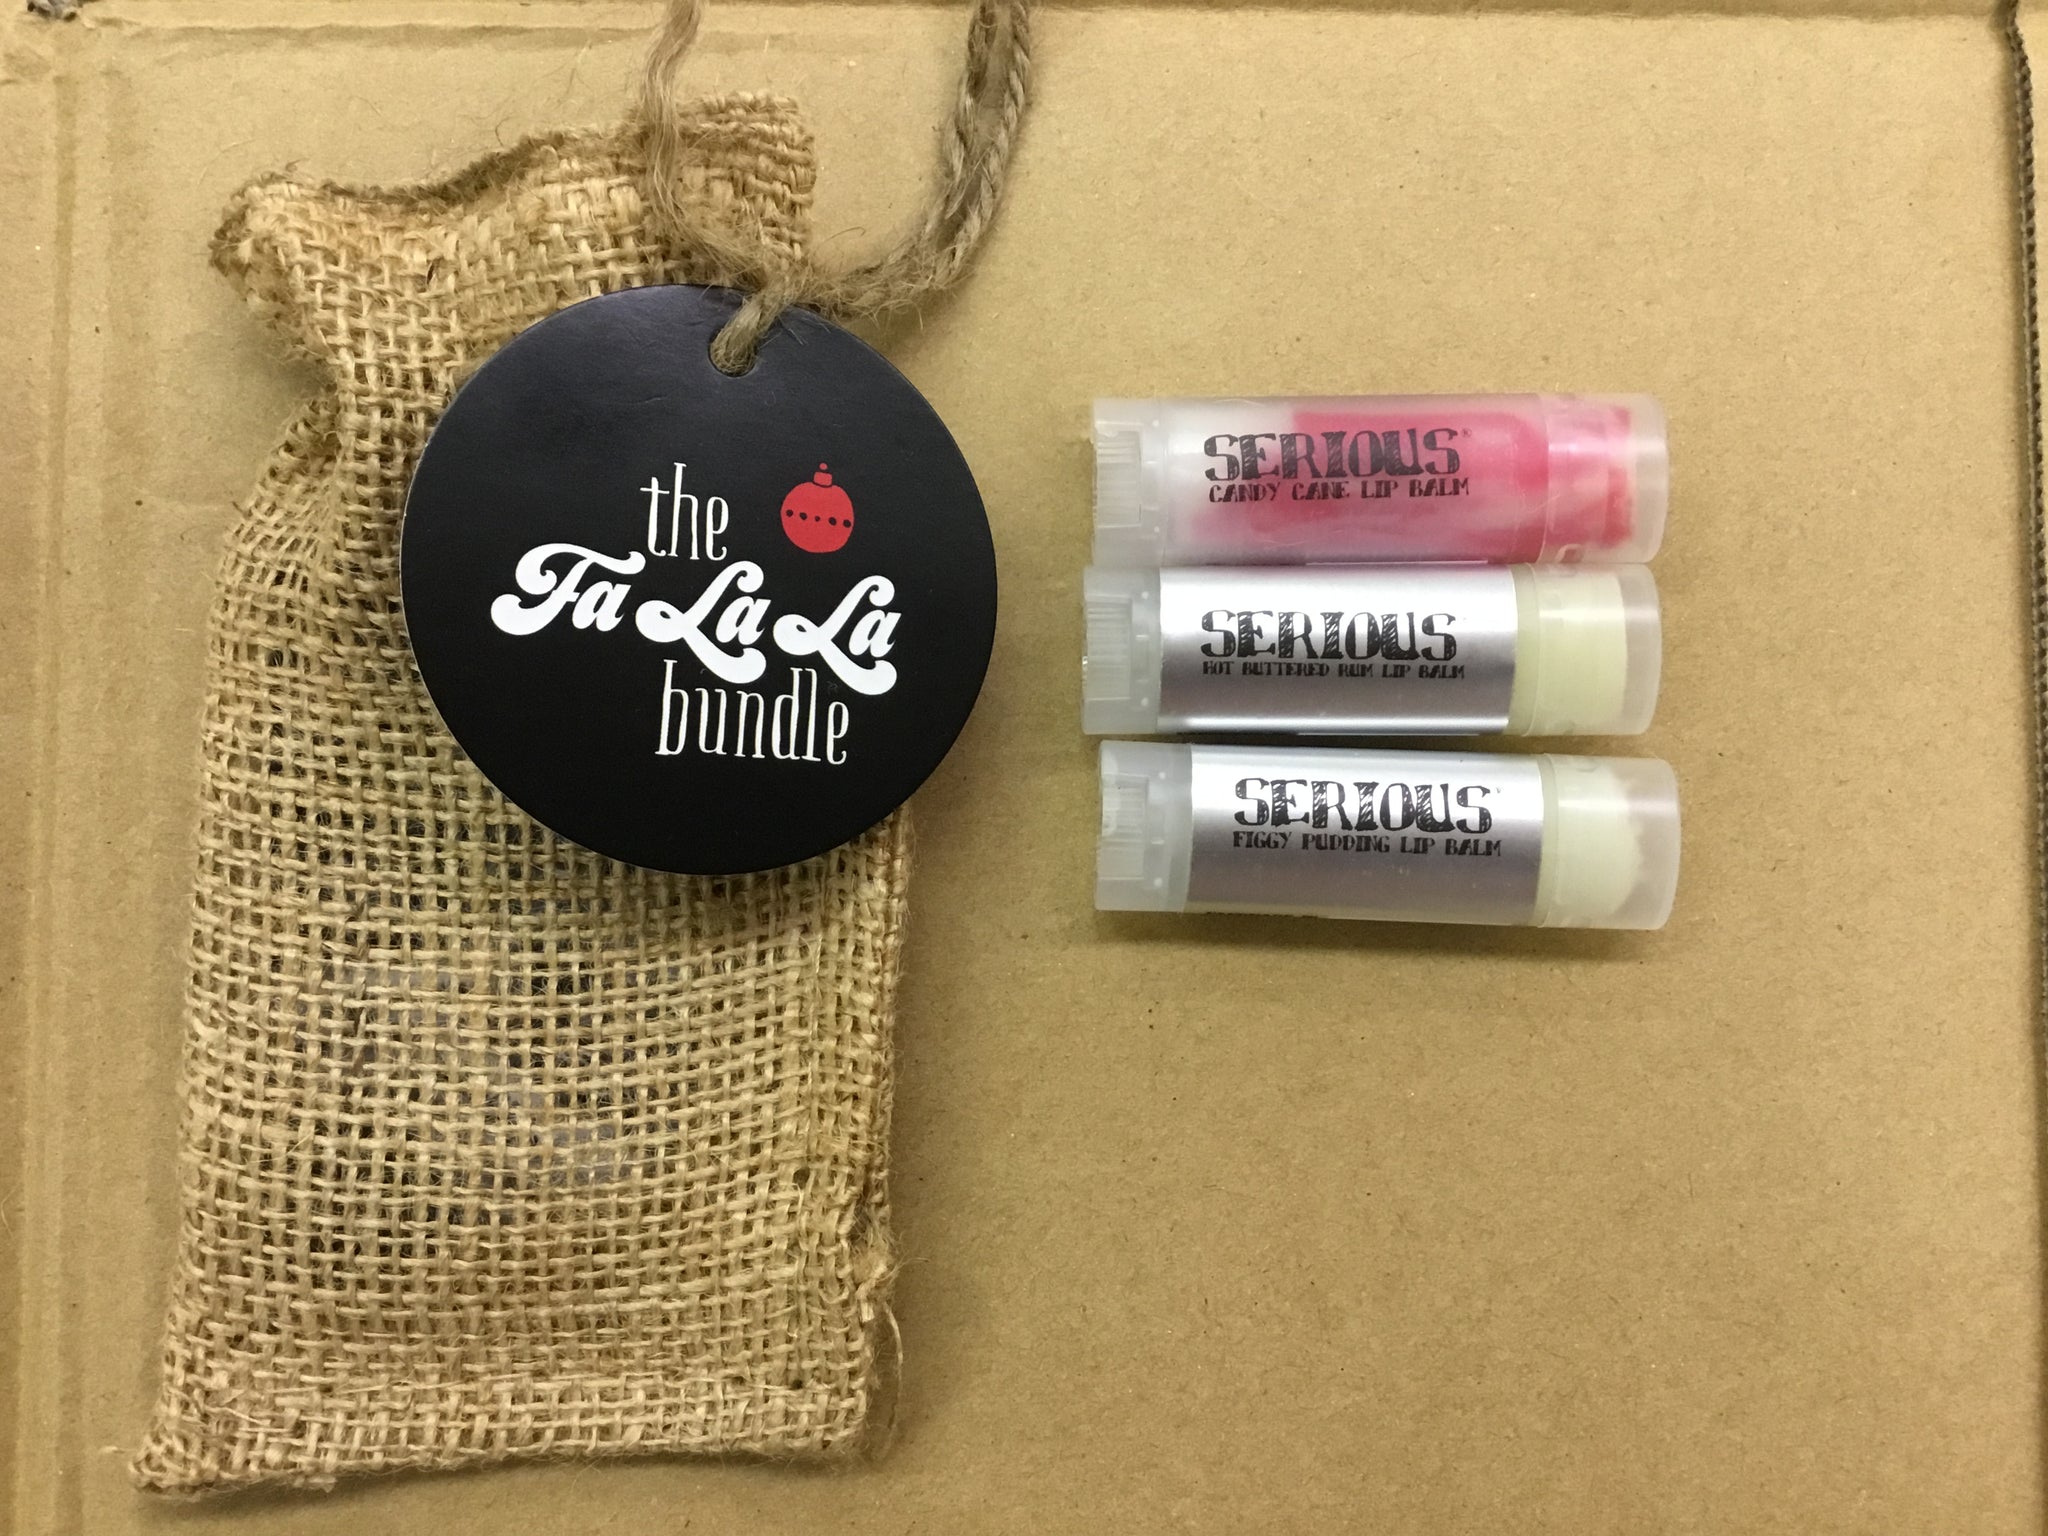 the
Fa La La
bundle
SERIOUS®
CANDY CANE LIP BALM
SERIOUS
HOT BUTTERED RUM LIP BALM
SERIOUS®
FIGGY PUDDING LIP BALM